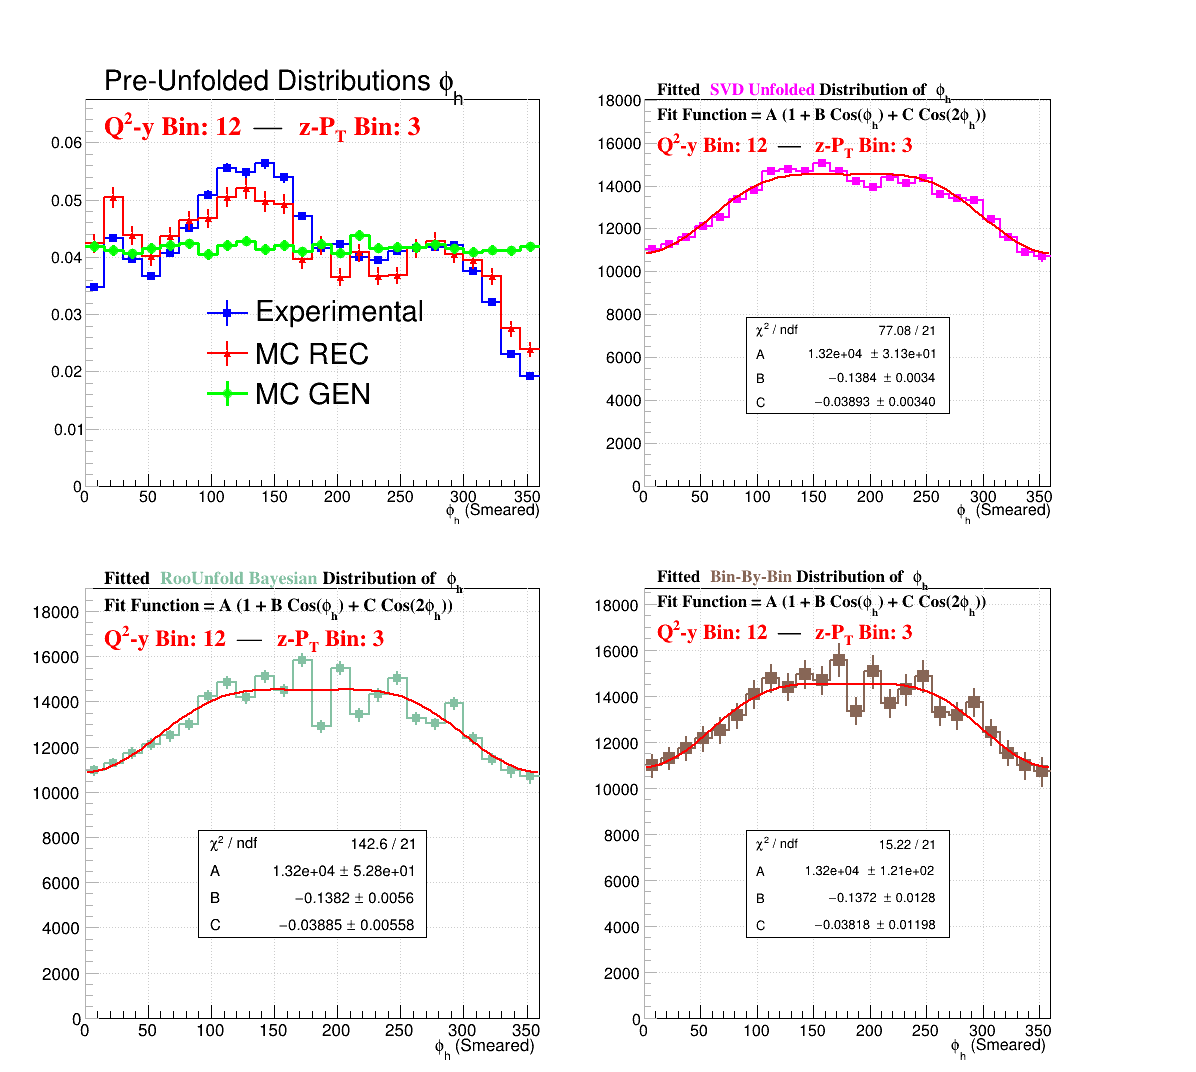 Pre-Unfolded Distributions ϕh
Q²-y Bin: 12 — z-PT Bin: 3
0.06
0.05
0.04
0.03
0.02
0.01
0
Experimental
MC REC
MC GEN
0 50 100 150 200 250 300 350
ϕh (Smeared)
Fitted SVD Unfolded Distribution of ϕh
Fit Function = A (1 + B Cos(ϕh) + C Cos(2ϕh))
Q²-y Bin: 12 — z-PT Bin: 3
18000
16000
14000
12000
10000
8000
6000
4000
2000
0
χ² / ndf 77.08 / 21
A 1.32e+04 ± 3.13e+01
B −0.1384 ± 0.0034
C −0.03893 ± 0.00340
0 50 100 150 200 250 300 350
ϕh (Smeared)
Fitted RooUnfold Bayesian Distribution of ϕh
Fit Function = A (1 + B Cos(ϕh) + C Cos(2ϕh))
Q²-y Bin: 12 — z-PT Bin: 3
18000
16000
14000
12000
10000
8000
6000
4000
2000
0
χ² / ndf 142.6 / 21
A 1.32e+04 ± 5.28e+01
B −0.1382 ± 0.0056
C −0.03885 ± 0.00558
0 50 100 150 200 250 300 350
ϕh (Smeared)
Fitted Bin-By-Bin Distribution of ϕh
Fit Function = A (1 + B Cos(ϕh) + C Cos(2ϕh))
Q²-y Bin: 12 — z-PT Bin: 3
18000
16000
14000
12000
10000
8000
6000
4000
2000
0
χ² / ndf 15.22 / 21
A 1.32e+04 ± 1.21e+02
B −0.1372 ± 0.0128
C −0.03818 ± 0.01198
0 50 100 150 200 250 300 350
ϕh (Smeared)